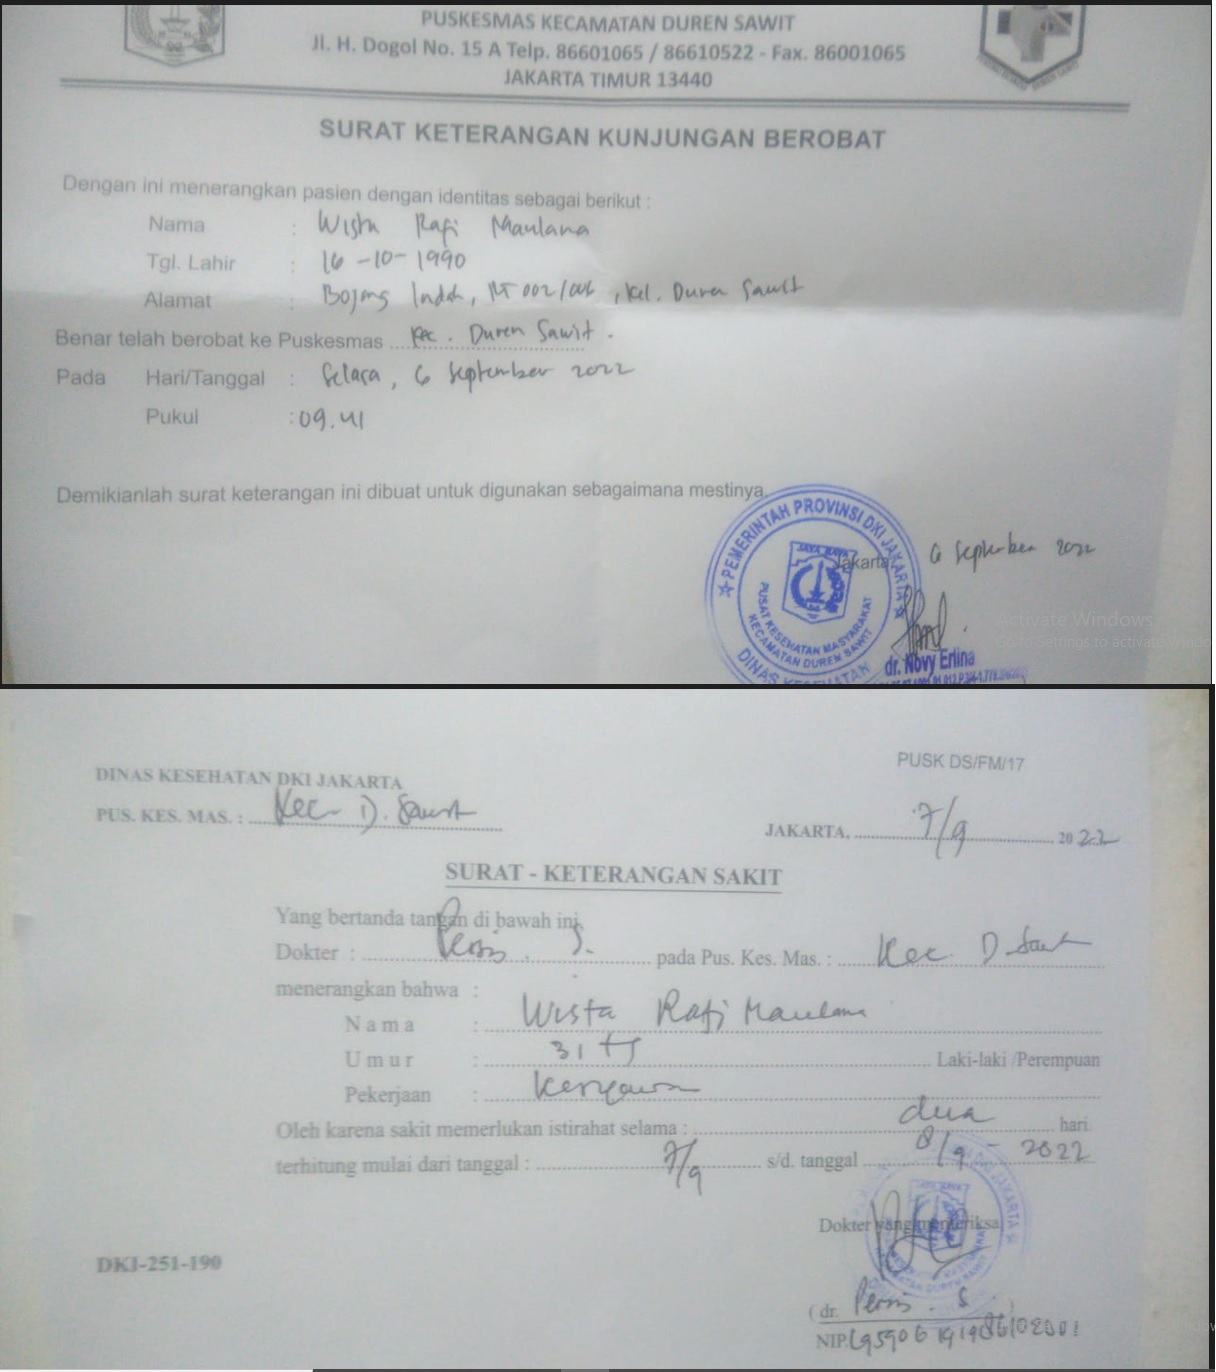 PUSKESMAS KECAMATAN DUREN SAWIT
Jl. H. Dogol No. 15 A Telp. 86601065 / 86610522 - Fax. 86001065
JAKARTA TIMUR 13440
SURAT KETERANGAN KUNJUNGAN BEROBAT
Dengan ini menerangkan pasien dengan identitas sebagai berikut :
Nama : Wista Rafi Maulana
Tgl. Lahir : 16 - 10 - 1990
Alamat : Bojong Indah, RT 002/006, Kel. Duren Sawit
Benar telah berobat ke Puskesmas ... Kec. Duren Sawit.
Pada Hari/Tanggal : Selasa, 6 September 2022
Pukul : 09.41
Demikianlah surat keterangan ini dibuat untuk digunakan sebagaimana mestinya.
PEMERINTAH PROVINSI DKI JAKARTA
JAYA RAYA
PUSAT KESEHATAN MASYARAKAT
KECAMATAN DUREN SAWIT
DINAS KESEHATAN
Jakarta, 6 September 2022
Activate Windows
Go to Settings to activate
dr. Novy Erlina
PUSK DS/FM/17
DINAS KESEHATAN DKI JAKARTA
PUS. KES. MAS. : Kec D. Sawit
JAKARTA, 7/9 2022
SURAT - KETERANGAN SAKIT
Yang bertanda tangan di bawah ini,
Dokter : S. pada Pus. Kes. Mas. : Kec. D. Sawit
menerangkan bahwa :
Nama : Wista Rafi Maulana
Umur : 31 th Laki-laki /Perempuan
Pekerjaan : Karyawan
Oleh karena sakit memerlukan istirahat selama : dua hari
terhitung mulai dari tanggal : 7/9 s/d. tanggal 8/9 - 2022
Dokter yang memeriksa
DKI-251-190
( dr. S. )
NIP.